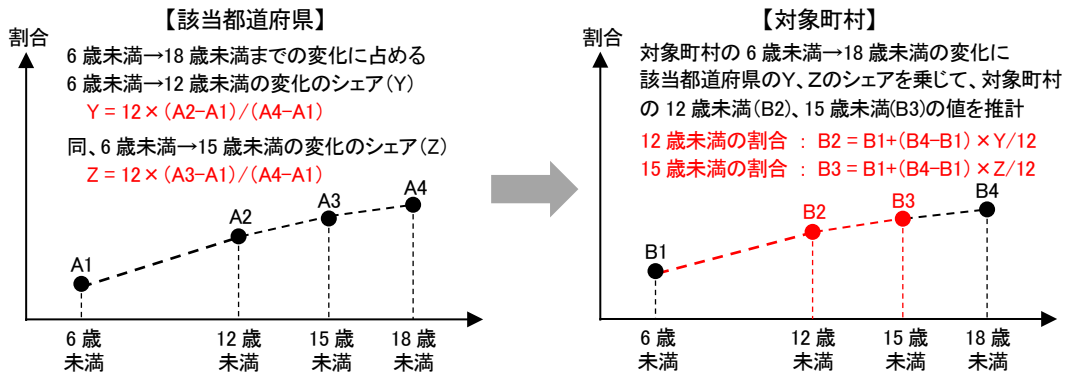 【該当都道府県】
割合
6 歳未満→18 歳未満までの変化に占める
6 歳未満→12 歳未満の変化のシェア(Y)
Y = 12×(A2-A1)/(A4-A1)
同、6 歳未満→15 歳未満の変化のシェア(Z)
Z = 12×(A3-A1)/(A4-A1)
A1
A2
A3
A4
6 歳
未満
12 歳
未満
15 歳
未満
18 歳
未満
【対象町村】
割合
対象町村の 6 歳未満→18 歳未満の変化に
該当都道府県のY、Zのシェアを乗じて、対象町村
の 12 歳未満(B2)、15 歳未満(B3)の値を推計
12 歳未満の割合 : B2 = B1+(B4-B1)×Y/12
15 歳未満の割合 : B3 = B1+(B4-B1)×Z/12
B1
B2
B3
B4
6 歳
未満
12 歳
未満
15 歳
未満
18 歳
未満